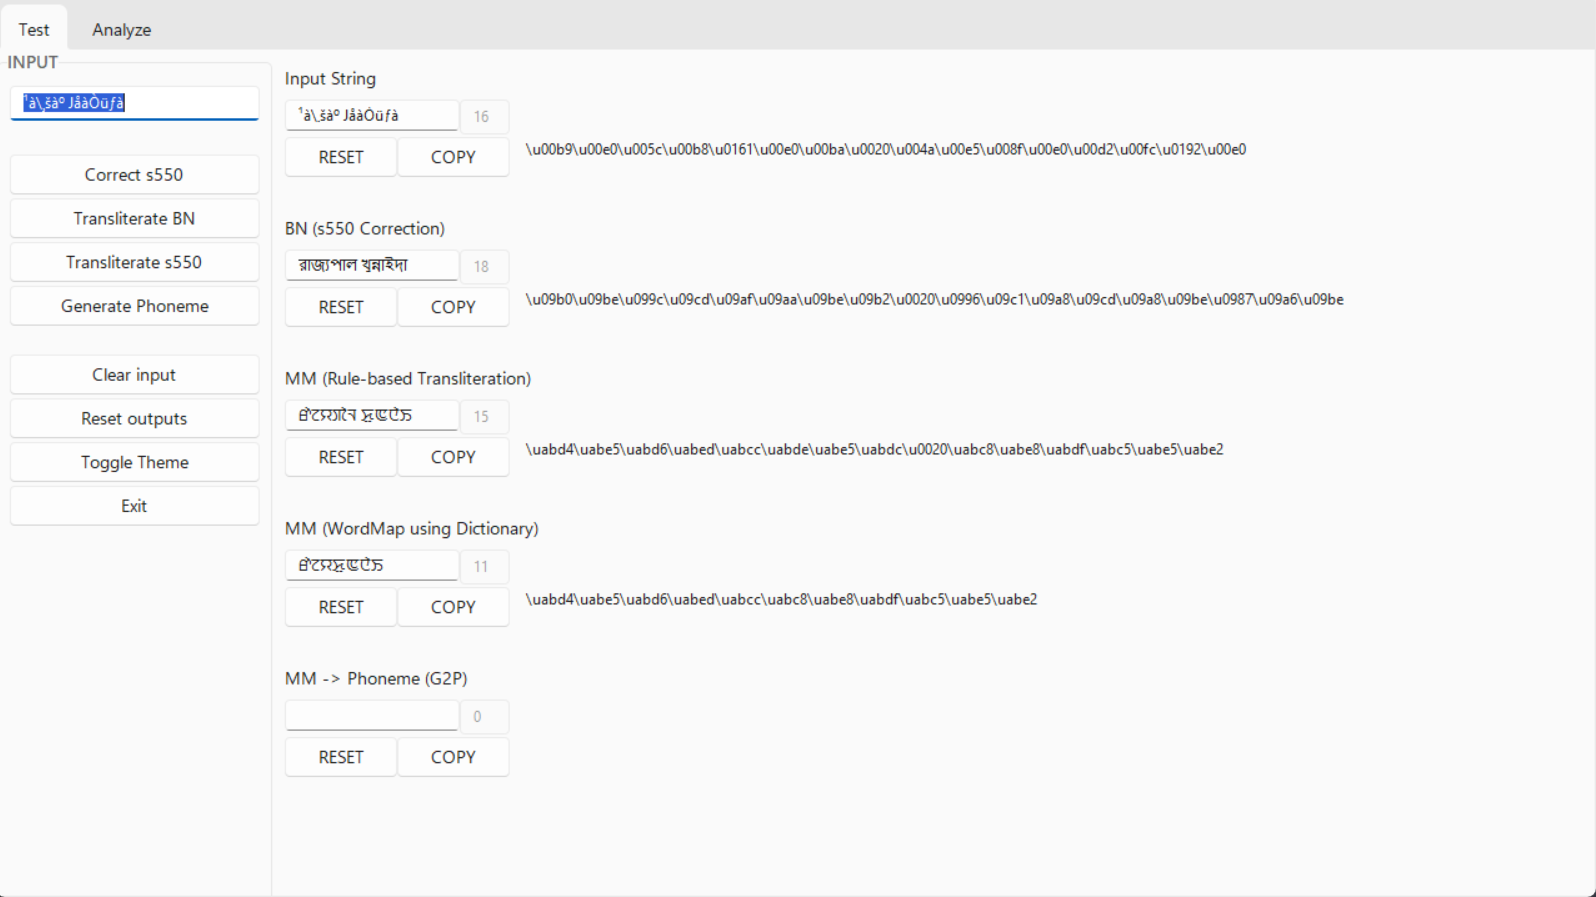 Test
Analyze
INPUT
¹à\¸šàº JåàÒüƒà
Correct s550
Transliterate BN
Transliterate s550
Generate Phoneme
Clear input
Reset outputs
Toggle Theme
Exit
Input String
¹à\¸šàº JåàÒüƒà
16
RESET
COPY
\u00b9\u00e0\u005c\u00b8\u0161\u00e0\u00ba\u0020\u004a\u00e5\u008f\u00e0\u00d2\u00fc\u0192\u00e0
BN (s550 Correction)
রাজ্যপাল খুন্নাইদা
18
RESET
COPY
\u09b0\u09be\u099c\u09cd\u09af\u09aa\u09be\u09b2\u0020\u0996\u09c1\u09a8\u09cd\u09a8\u09be\u0987\u09a6\u09be
MM (Rule-based Transliteration)
ꯔꯥꯖ꯭ꯌꯞꯥꯜ ꯈꯨꯟꯅꯥꯢ
15
RESET
COPY
\uabd4\uabe5\uabd6\uabed\uabcc\uabde\uabe5\uabdc\u0020\uabc8\uabe8\uabdf\uabc5\uabe5\uabe2
MM (WordMap using Dictionary)
11
RESET
COPY
\uabd4\uabe5\uabd6\uabed\uabcc\uabc8\uabe8\uabdf\uabc5\uabe5\uabe2
MM -> Phoneme (G2P)
0
RESET
COPY